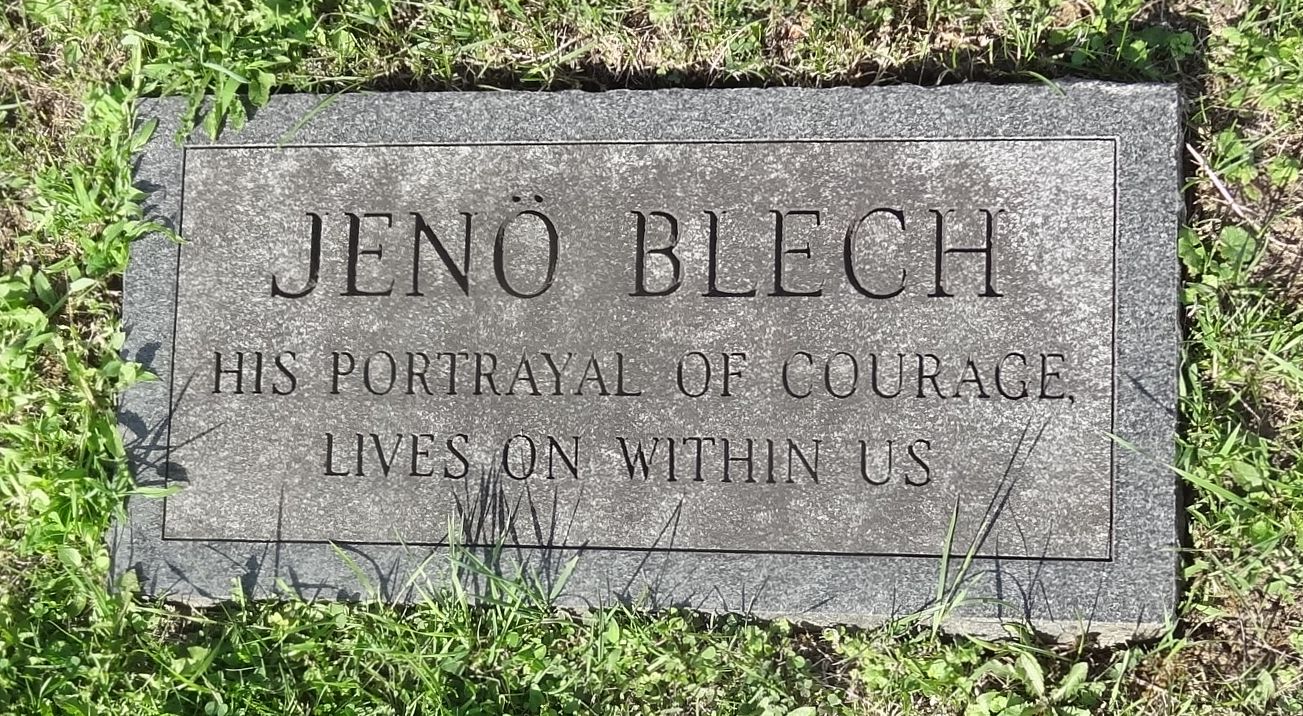 JENÖ BLECH
HIS PORTRAYAL OF COURAGE,
LIVES ON WITHIN US